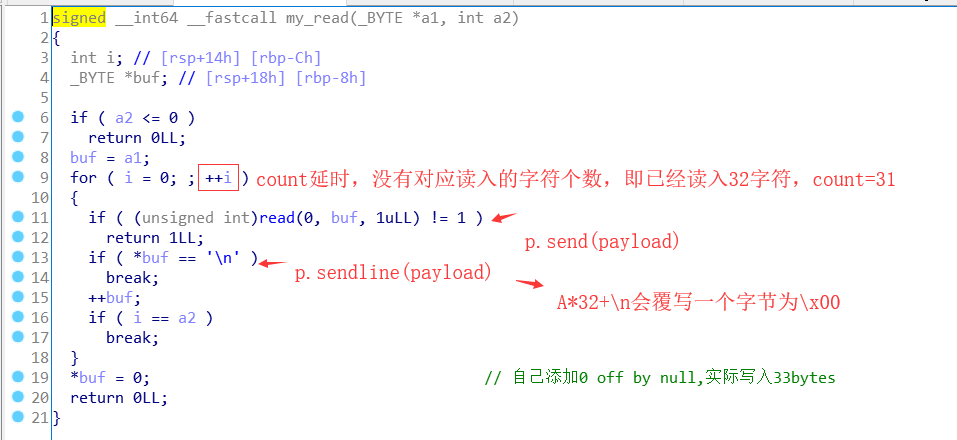 1 signed __int64 __fastcall my_read(_BYTE *a1, int a2)
2 {
3 int i; // [rsp+14h] [rbp-Ch]
4 _BYTE *buf; // [rsp+18h] [rbp-8h]
5
6 if ( a2 <= 0 )
7 return 0LL;
8 buf = a1;
9 for ( i = 0; ; ++i ) count延时，没有对应读入的字符个数，即已经读入32字符，count=31
10 {
11 if ( (unsigned int)read(0, buf, 1uLL) != 1 )
12 return 1LL;
p.send(payload)
13 if ( *buf == '\n' )
p.sendline(payload)
14 break;
15 ++buf;
A*32+\n会覆写一个字节为\x00
16 if ( i == a2 )
17 break;
18 }
19 *buf = 0; // 自己添加0 off by null,实际写入33bytes
20 return 0LL;
21 }